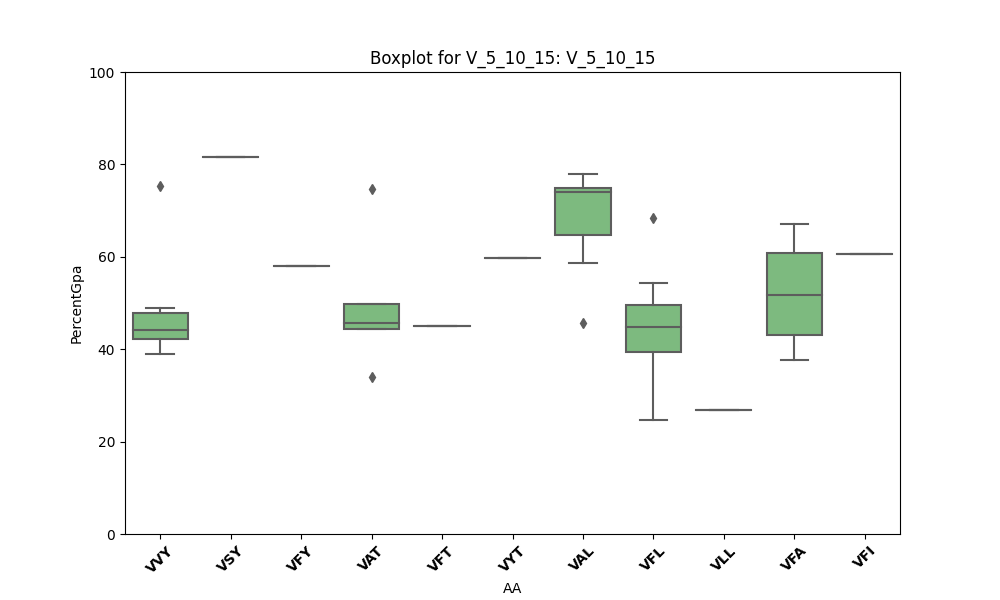 Boxplot for V_5_10_15: V_5_10_15
100
80
60
40
20
0
PercentGpa
VVY VSY VFY VAT VFT VYT VAL VFL VLL VFA VFI
AA